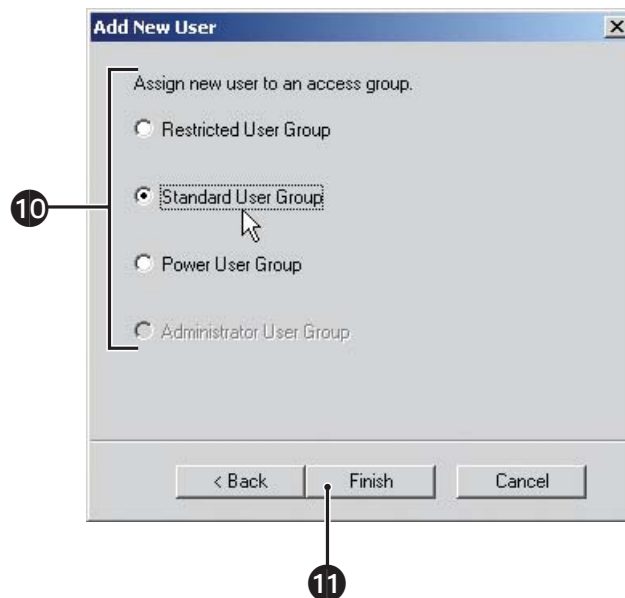 Add New User
Assign new user to an access group.
Restricted User Group
10
Standard User Group
Power User Group
Administrator User Group
< Back
Finish
Cancel
11